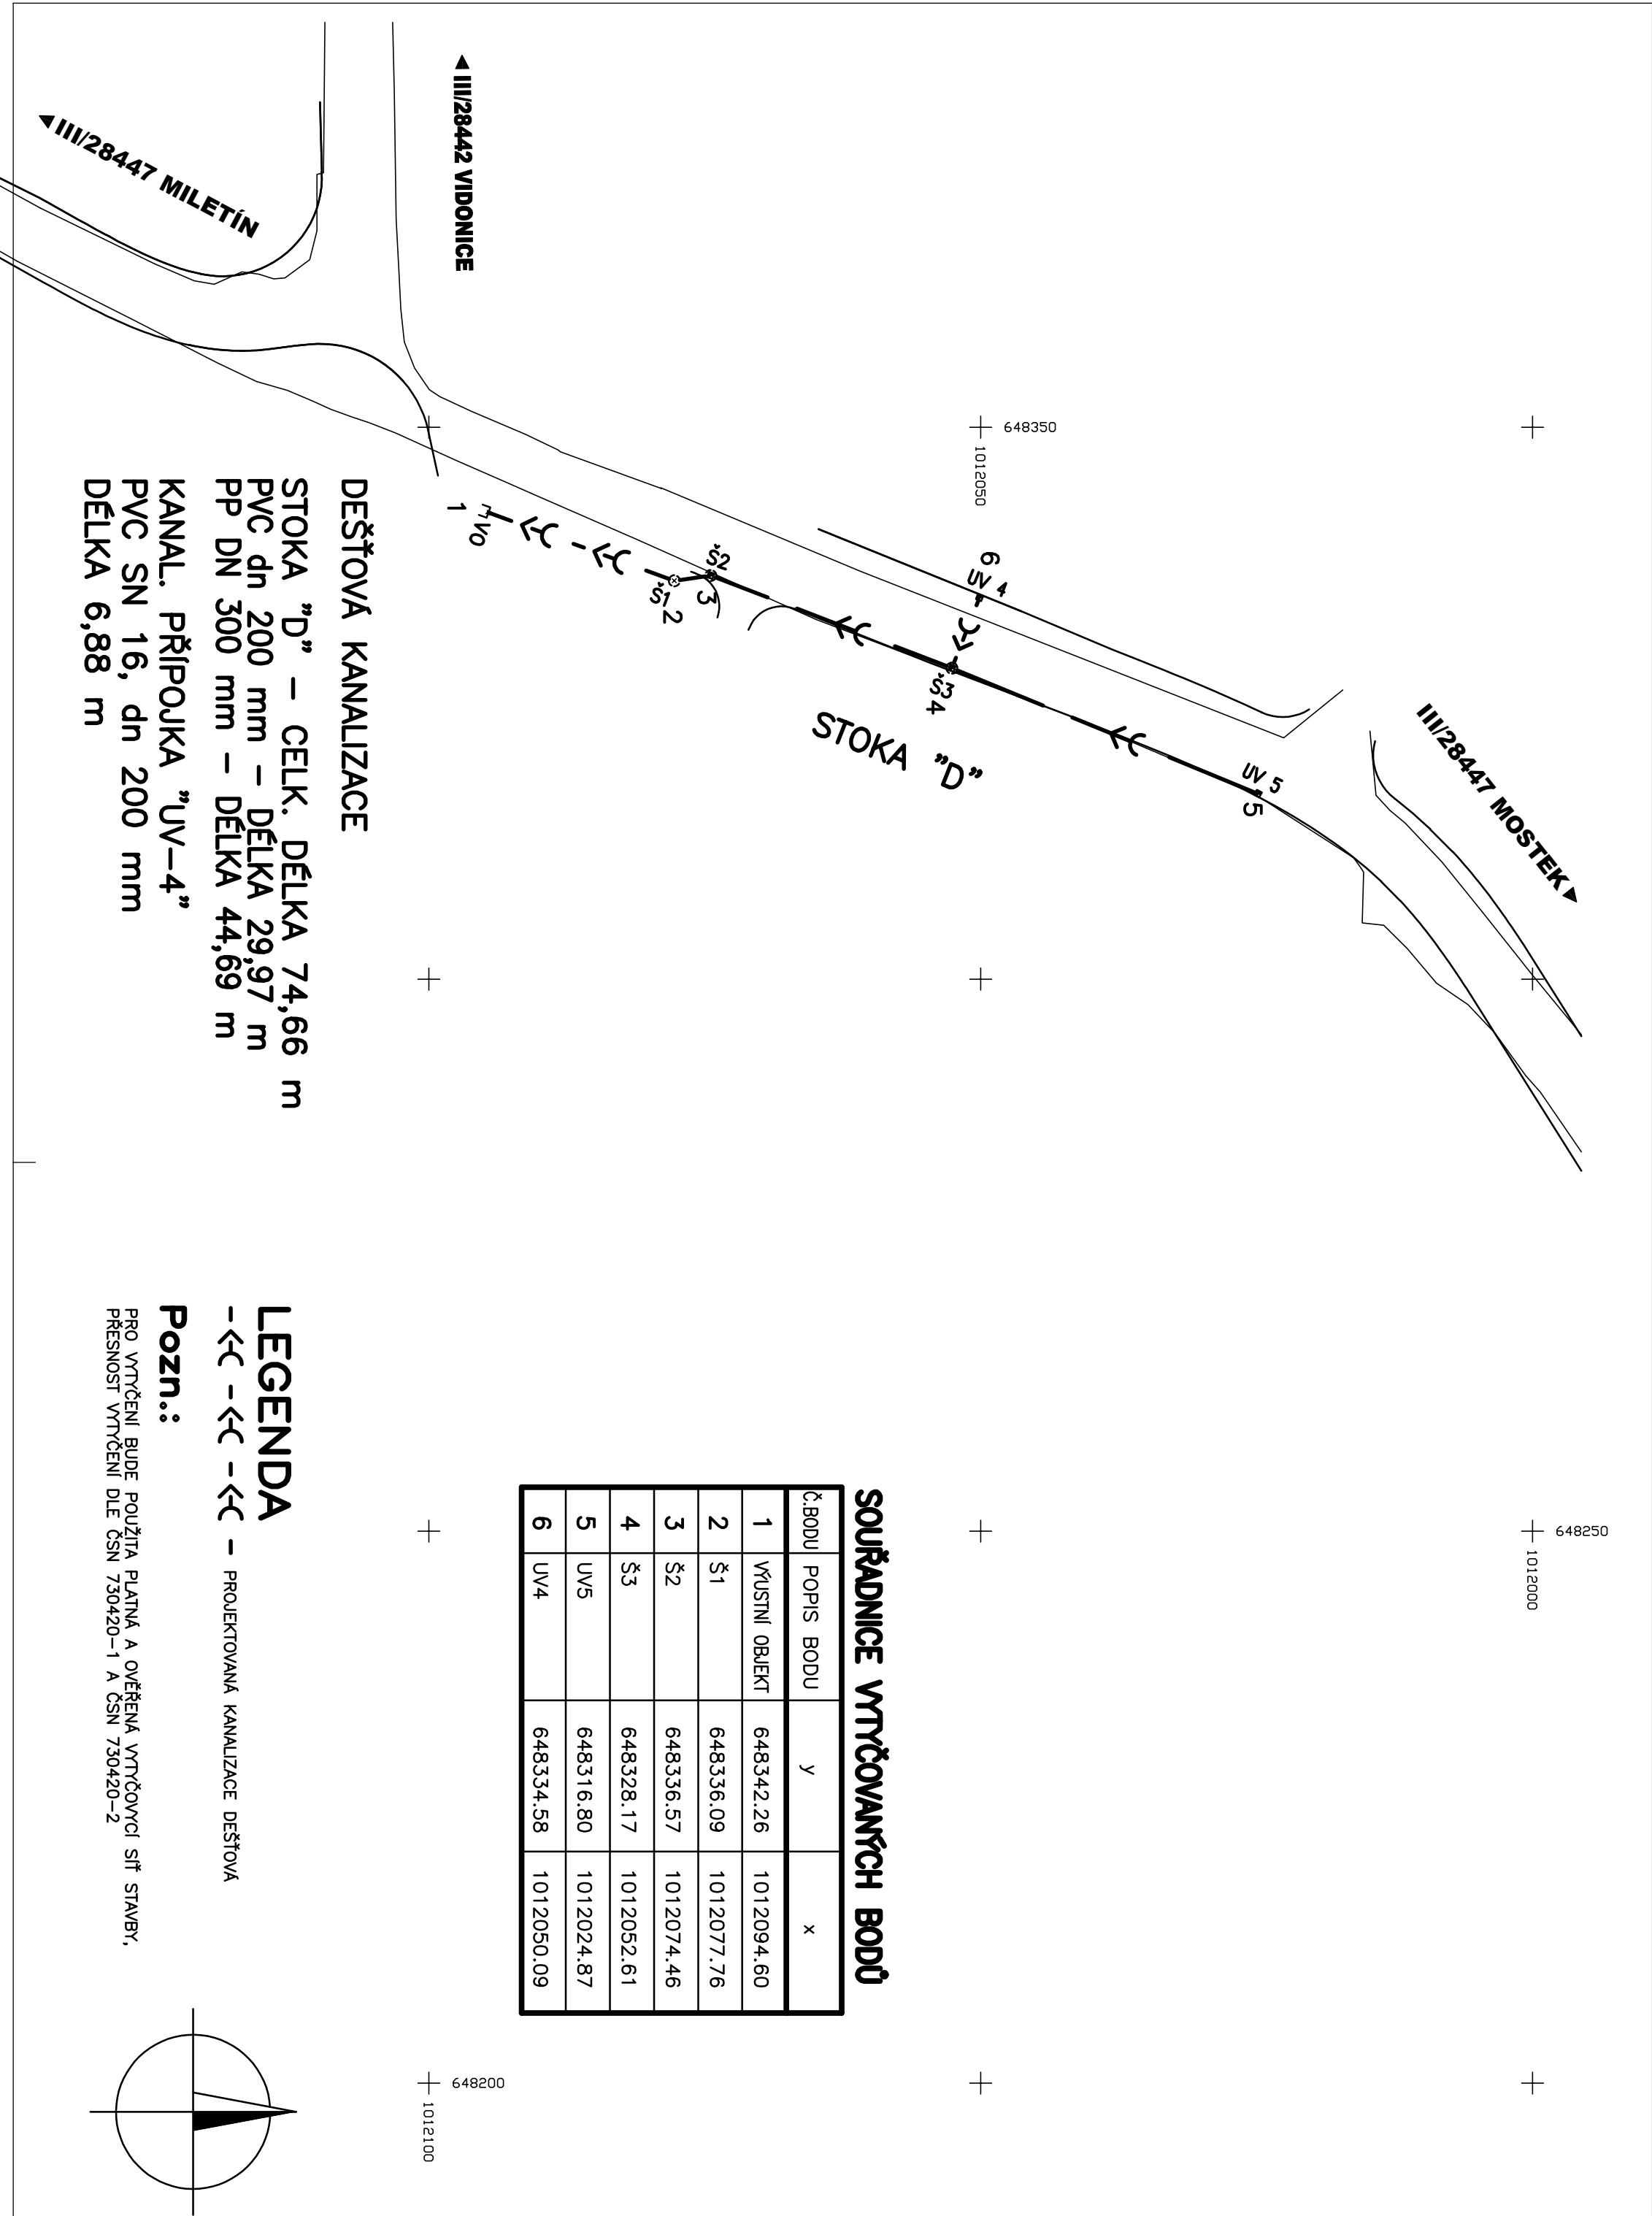 III/28442 VIDONICE
III/28447 MILETÍN
III/28447 MOSTEK
648350
1012050
648250
1012000
648200
1012100
6
UV 4
UV 5
5
Š3
4
Š2
3
Š1
2
VO
1
STOKA "D"
DEŠŤOVÁ KANALIZACE
STOKA "D" – CELK. DÉLKA 74,66 m
PVC dn 200 mm – DÉLKA 29,97 m
PP DN 300 mm – DÉLKA 44,69 m
KANAL. PŘÍPOJKA "UV–4"
PVC SN 16, dn 200 mm
DÉLKA 6,88 m
SOUŘADNICE VYTYČOVANÝCH BODŮ
Č.BODU POPIS BODU y x
1 VÝUSTNÍ OBJEKT 648342.26 1012094.60
2 Š1 648336.09 1012077.76
3 Š2 648336.57 1012074.46
4 Š3 648328.17 1012052.61
5 UV5 648316.80 1012024.87
6 UV4 648334.58 1012050.09
LEGENDA
PROJEKTOVANÁ KANALIZACE DEŠŤOVÁ
Pozn.:
PRO VYTYČENÍ BUDE POUŽITA PLATNÁ A OVĚŘENÁ VYTYČOVYCÍ SÍŤ STAVBY,
PŘESNOST VYTYČENÍ DLE ČSN 730420–1 A ČSN 730420–2